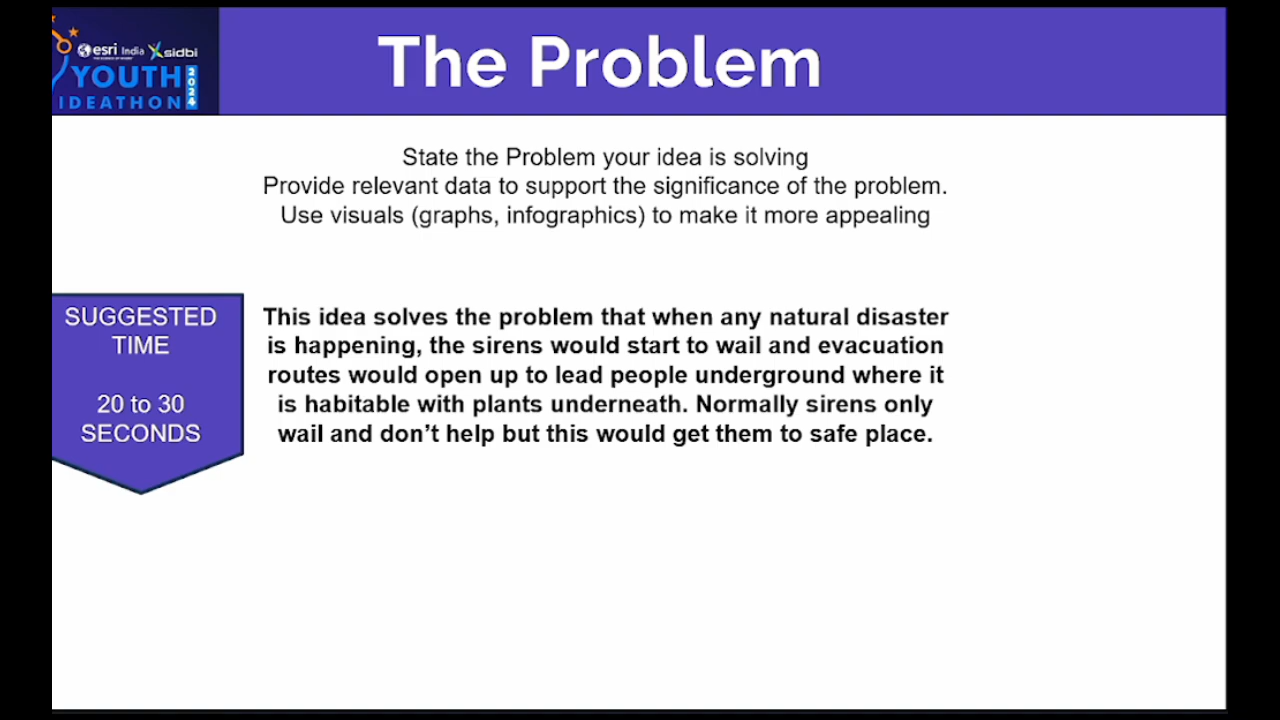 esri India sidbi
THE SCIENCE OF WHERE
YOUTH 2024
IDEATHON
The Problem
State the Problem your idea is solving
Provide relevant data to support the significance of the problem.
Use visuals (graphs, infographics) to make it more appealing
SUGGESTED
TIME
20 to 30
SECONDS
This idea solves the problem that when any natural disaster
is happening, the sirens would start to wail and evacuation
routes would open up to lead people underground where it
is habitable with plants underneath. Normally sirens only
wail and don’t help but this would get them to safe place.